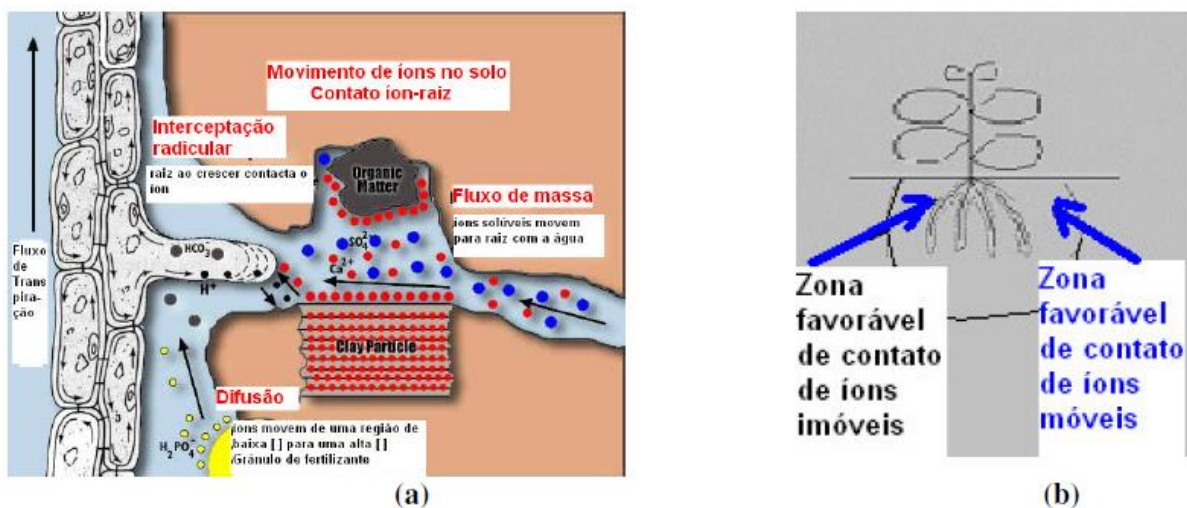 Movimento de íons no solo
Contato íon-raiz
Interceptação
radicular
raiz ao crescer contacta o
íon
Organic
Matter
Fluxo de massa
íons solúveis movem
para raiz com a água
SO₄²⁻
Ca²⁺
HCO₃⁻
H⁺
Fluxo
de
Trans
pira-
ção
Clay Particle
Difusão
íons movem de uma região de
baixa [ ] para uma alta [ ]
Grânulo de fertilizante
H₂PO₄⁻
(a)
Zona
favorável
de contato
de íons
imóveis
Zona
favorável
de contato
de íons
móveis
(b)